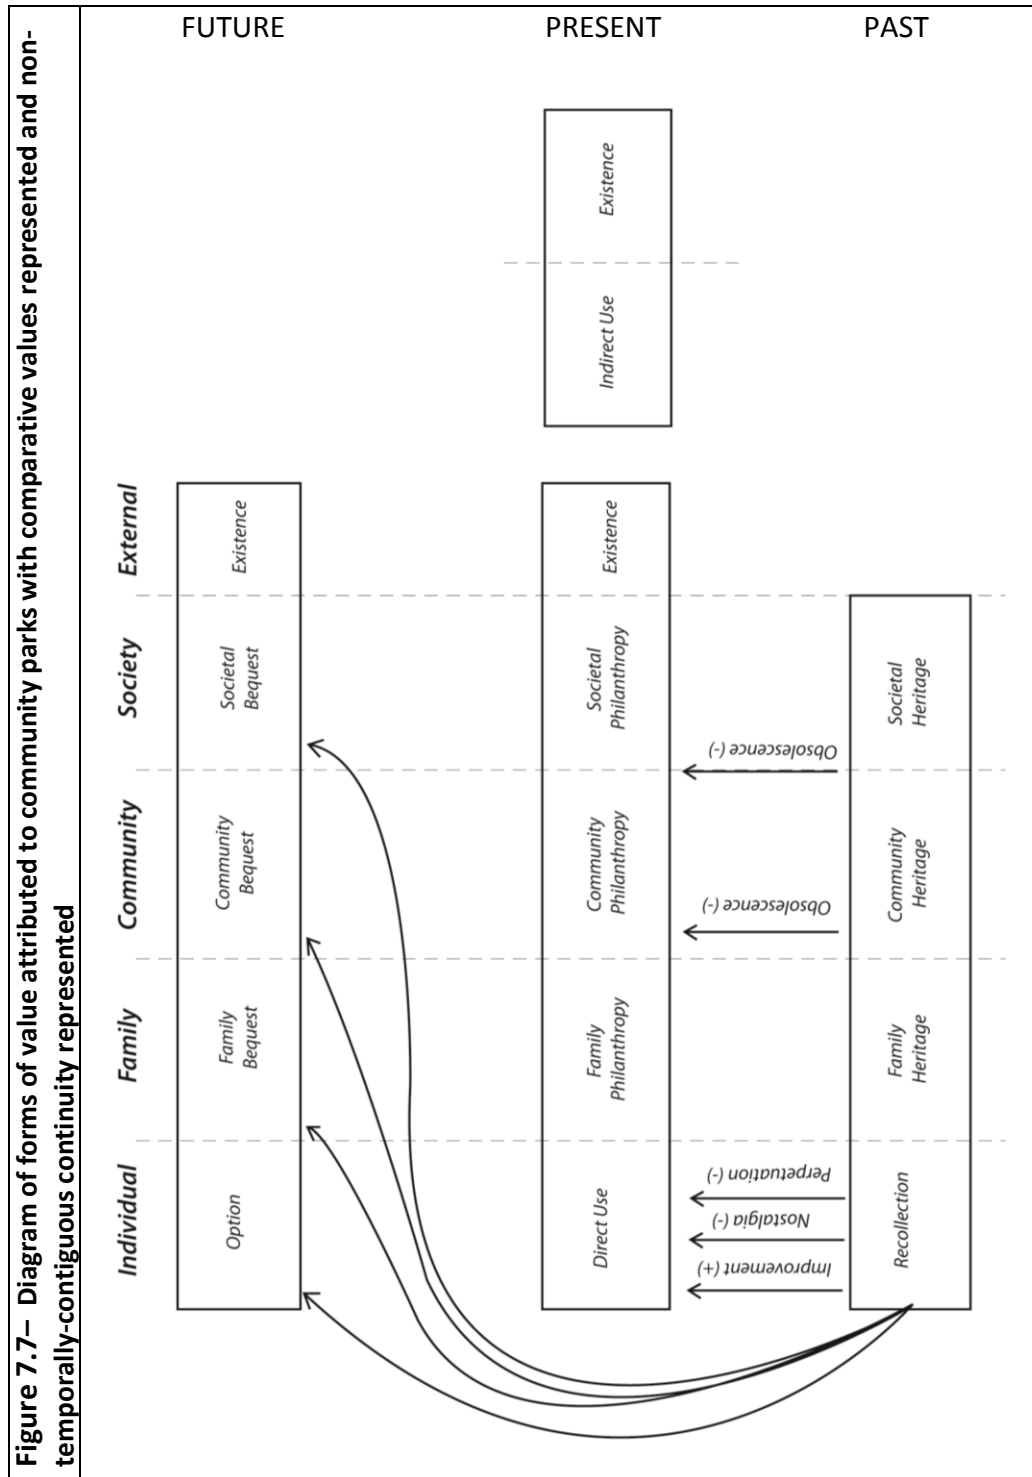 Figure 7.7– Diagram of forms of value attributed to community parks with comparative values represented and non-
temporally-contiguous continuity represented
FUTURE
PRESENT
PAST
Individual
Family
Community
Society
External
Option
Family
Bequest
Community
Bequest
Societal
Bequest
Existence
Direct Use
Family
Philanthropy
Community
Philanthropy
Societal
Philanthropy
Existence
Indirect Use
Existence
Improvement (+)
Nostalgia (-)
Perpetuation (-)
Obsolescence (-)
Obsolescence (-)
Recollection
Family
Heritage
Community
Heritage
Societal
Heritage